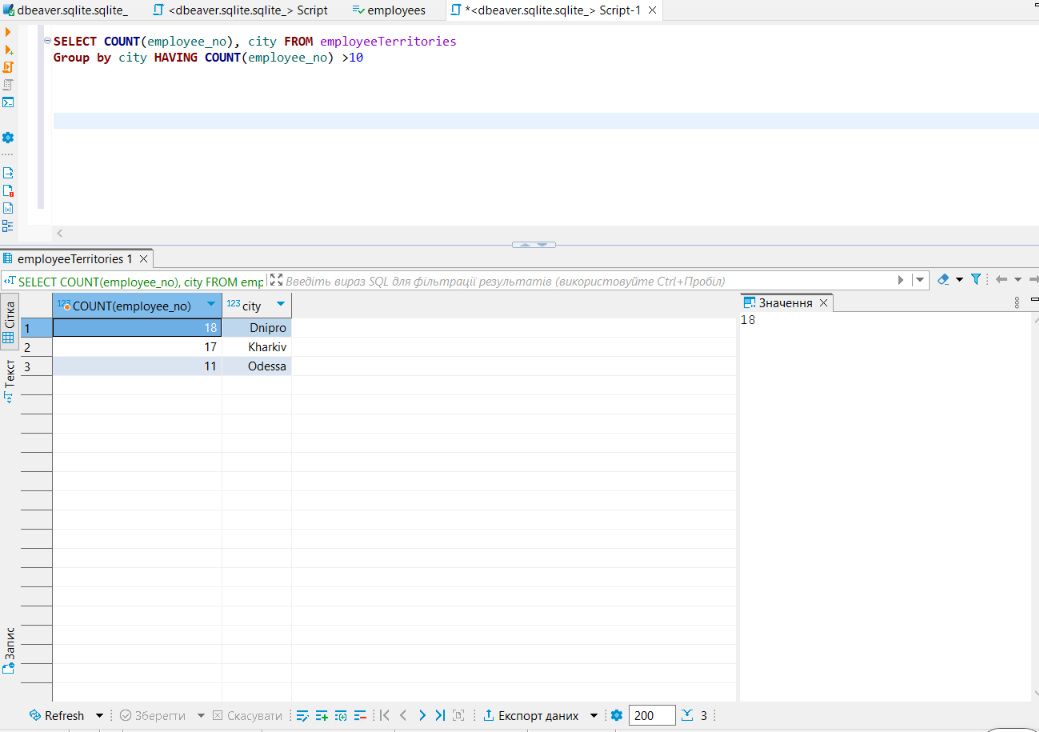 dbeaver.sqlite.sqlite_ <dbeaver.sqlite.sqlite_> Script employees *<dbeaver.sqlite.sqlite_> Script-1
SELECT COUNT(employee_no), city FROM employeeTerritories
Group by city HAVING COUNT(employee_no) >10
employeeTerritories 1
SELECT COUNT(employee_no), city FROM emp Введіть вираз SQL для фільтрації результатів (використовуйте Ctrl+Пробіл)
Сітка
Текст
Запис
123 COUNT(employee_no) 123 city
1 18 Dnipro
2 17 Kharkiv
3 11 Odessa
Значення
18
Refresh Зберегти Скасувати Експорт даних 200 3